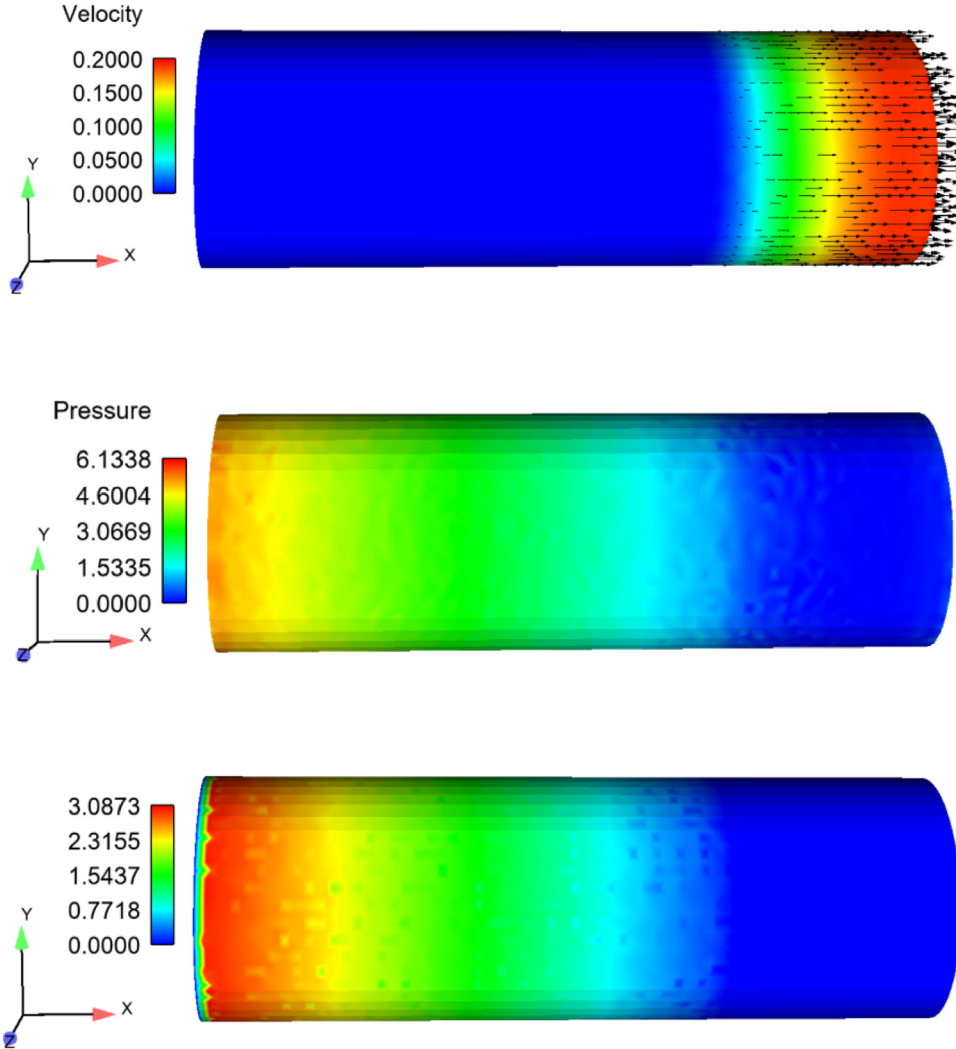 Velocity
0.2000
0.1500
0.1000
0.0500
0.0000
Y
X
Z
Pressure
6.1338
4.6004
3.0669
1.5335
0.0000
Y
X
Z
3.0873
2.3155
1.5437
0.7718
0.0000
Y
X
Z